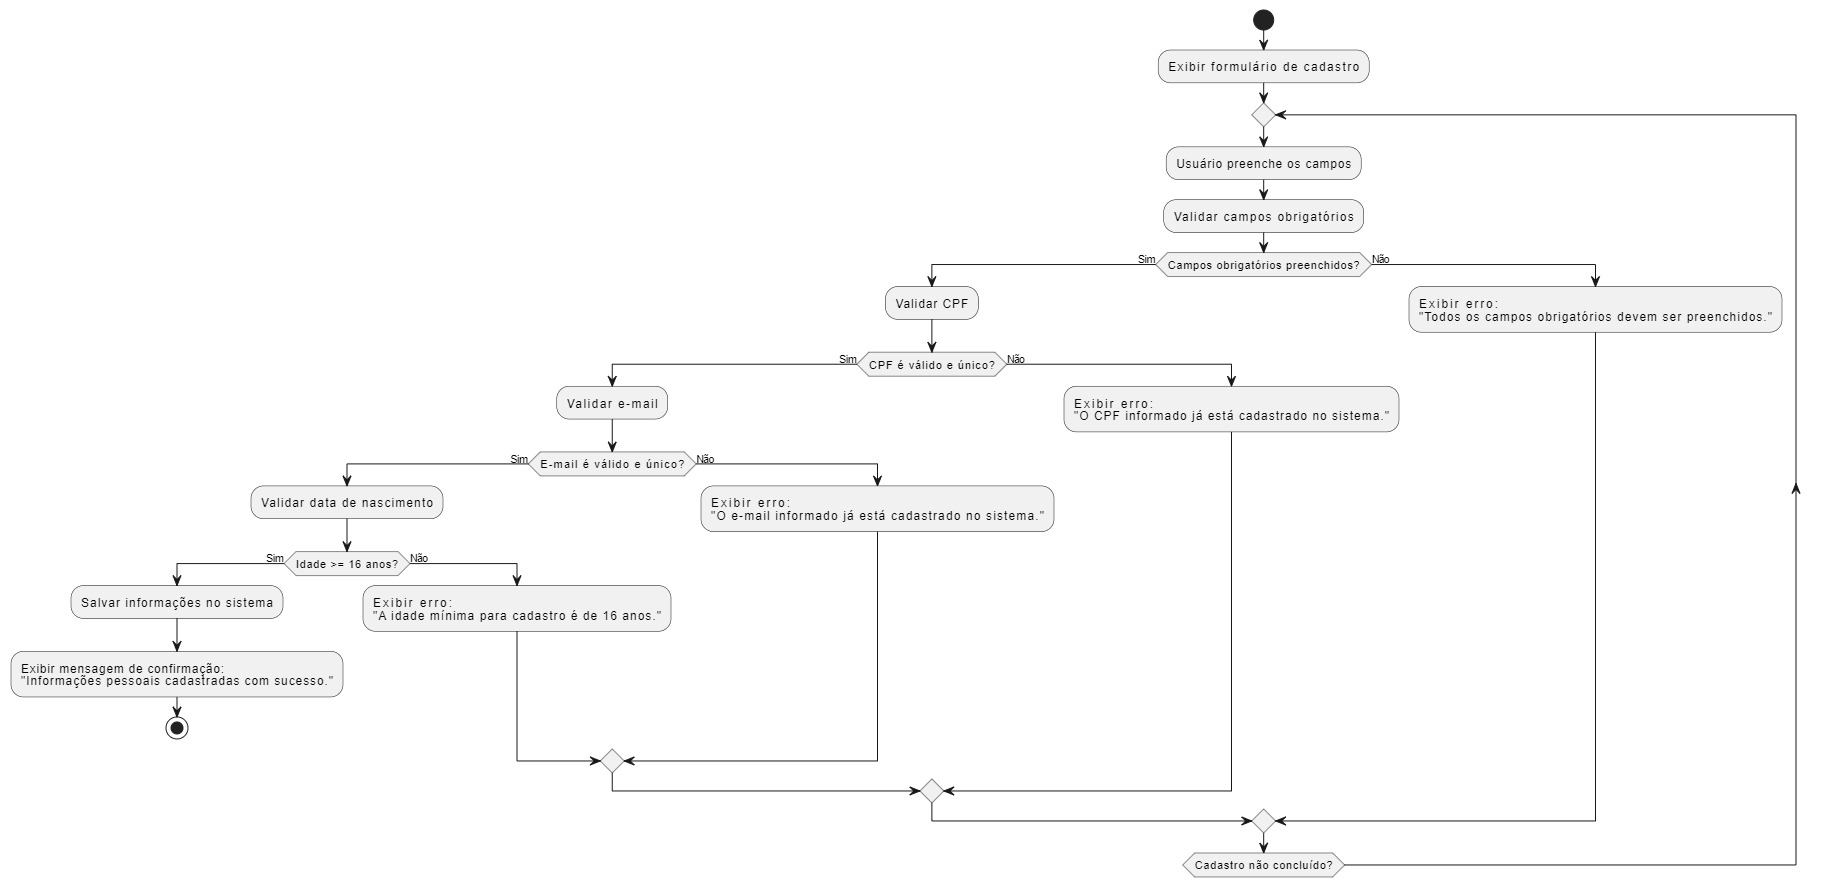 Exibir formulário de cadastro
Usuário preenche os campos
Validar campos obrigatórios
Sim
Campos obrigatórios preenchidos?
Não
Validar CPF
Exibir erro:
"Todos os campos obrigatórios devem ser preenchidos."
Sim
CPF é válido e único?
Não
Validar e-mail
Exibir erro:
"O CPF informado já está cadastrado no sistema."
Sim
E-mail é válido e único?
Não
Validar data de nascimento
Exibir erro:
"O e-mail informado já está cadastrado no sistema."
Sim
Idade >= 16 anos?
Não
Salvar informações no sistema
Exibir erro:
"A idade mínima para cadastro é de 16 anos."
Exibir mensagem de confirmação:
"Informações pessoais cadastradas com sucesso."
Cadastro não concluído?